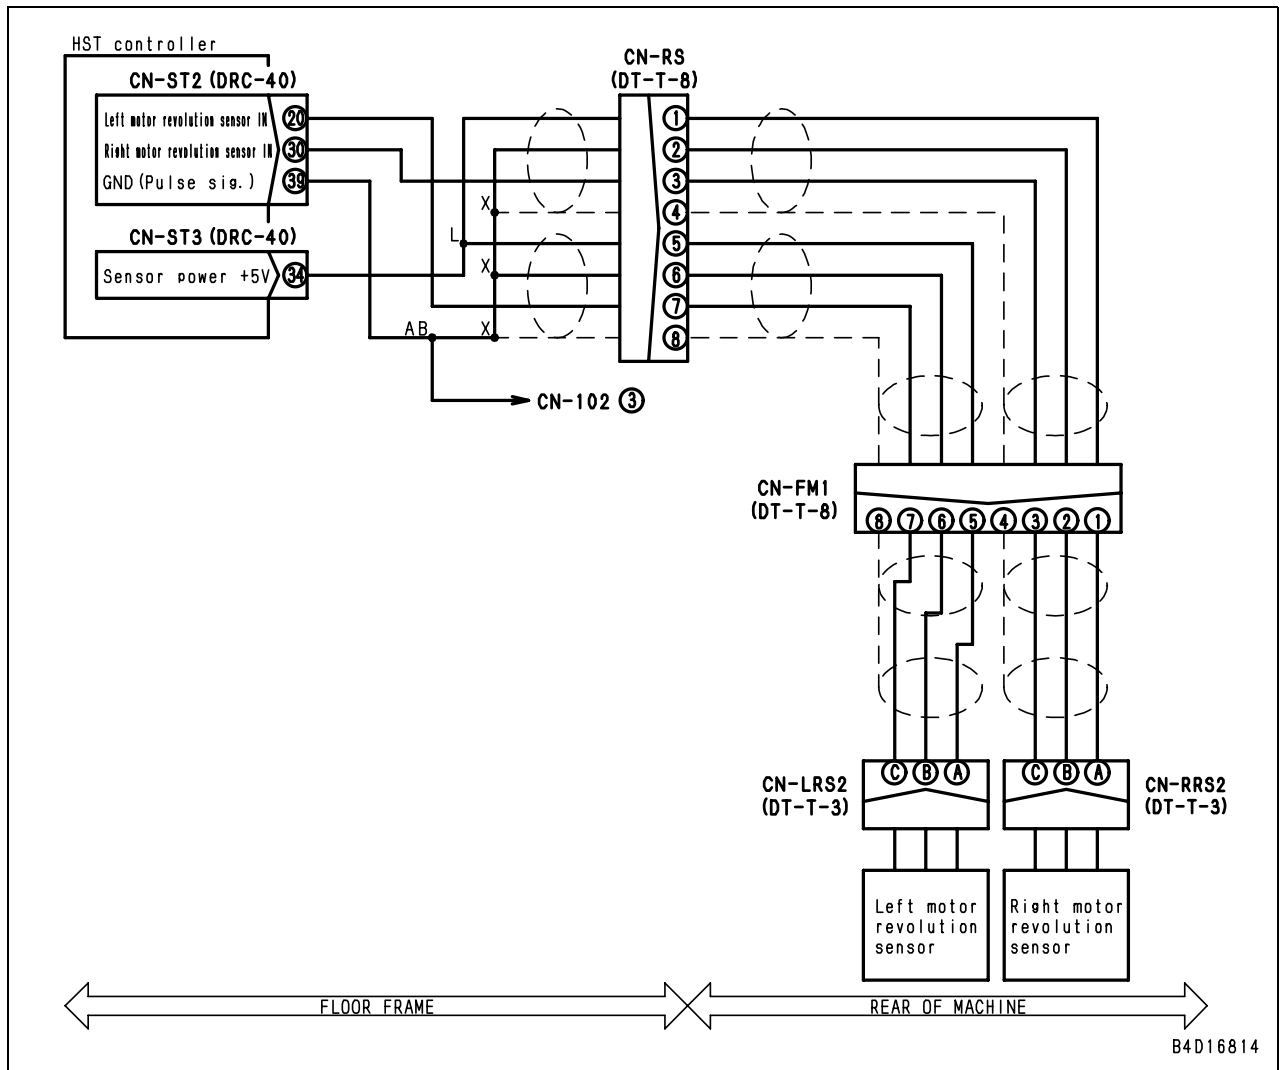 HST controller
CN-ST2 (DRC-40)
Left motor revolution sensor IN 20
Right motor revolution sensor IN 30
GND (Pulse sig.) 39
CN-ST3 (DRC-40)
Sensor power +5V 34
CN-RS
(DT-T-8)
1
2
3
4
5
6
7
8
X
L
X
AB
X
CN-102 3
CN-FM1
(DT-T-8)
8 7 6 5 4 3 2 1
CN-LRS2
(DT-T-3)
C B A
C B A
CN-RRS2
(DT-T-3)
Left motor
revolution
sensor
Right motor
revolution
sensor
FLOOR FRAME
REAR OF MACHINE
B4D16814